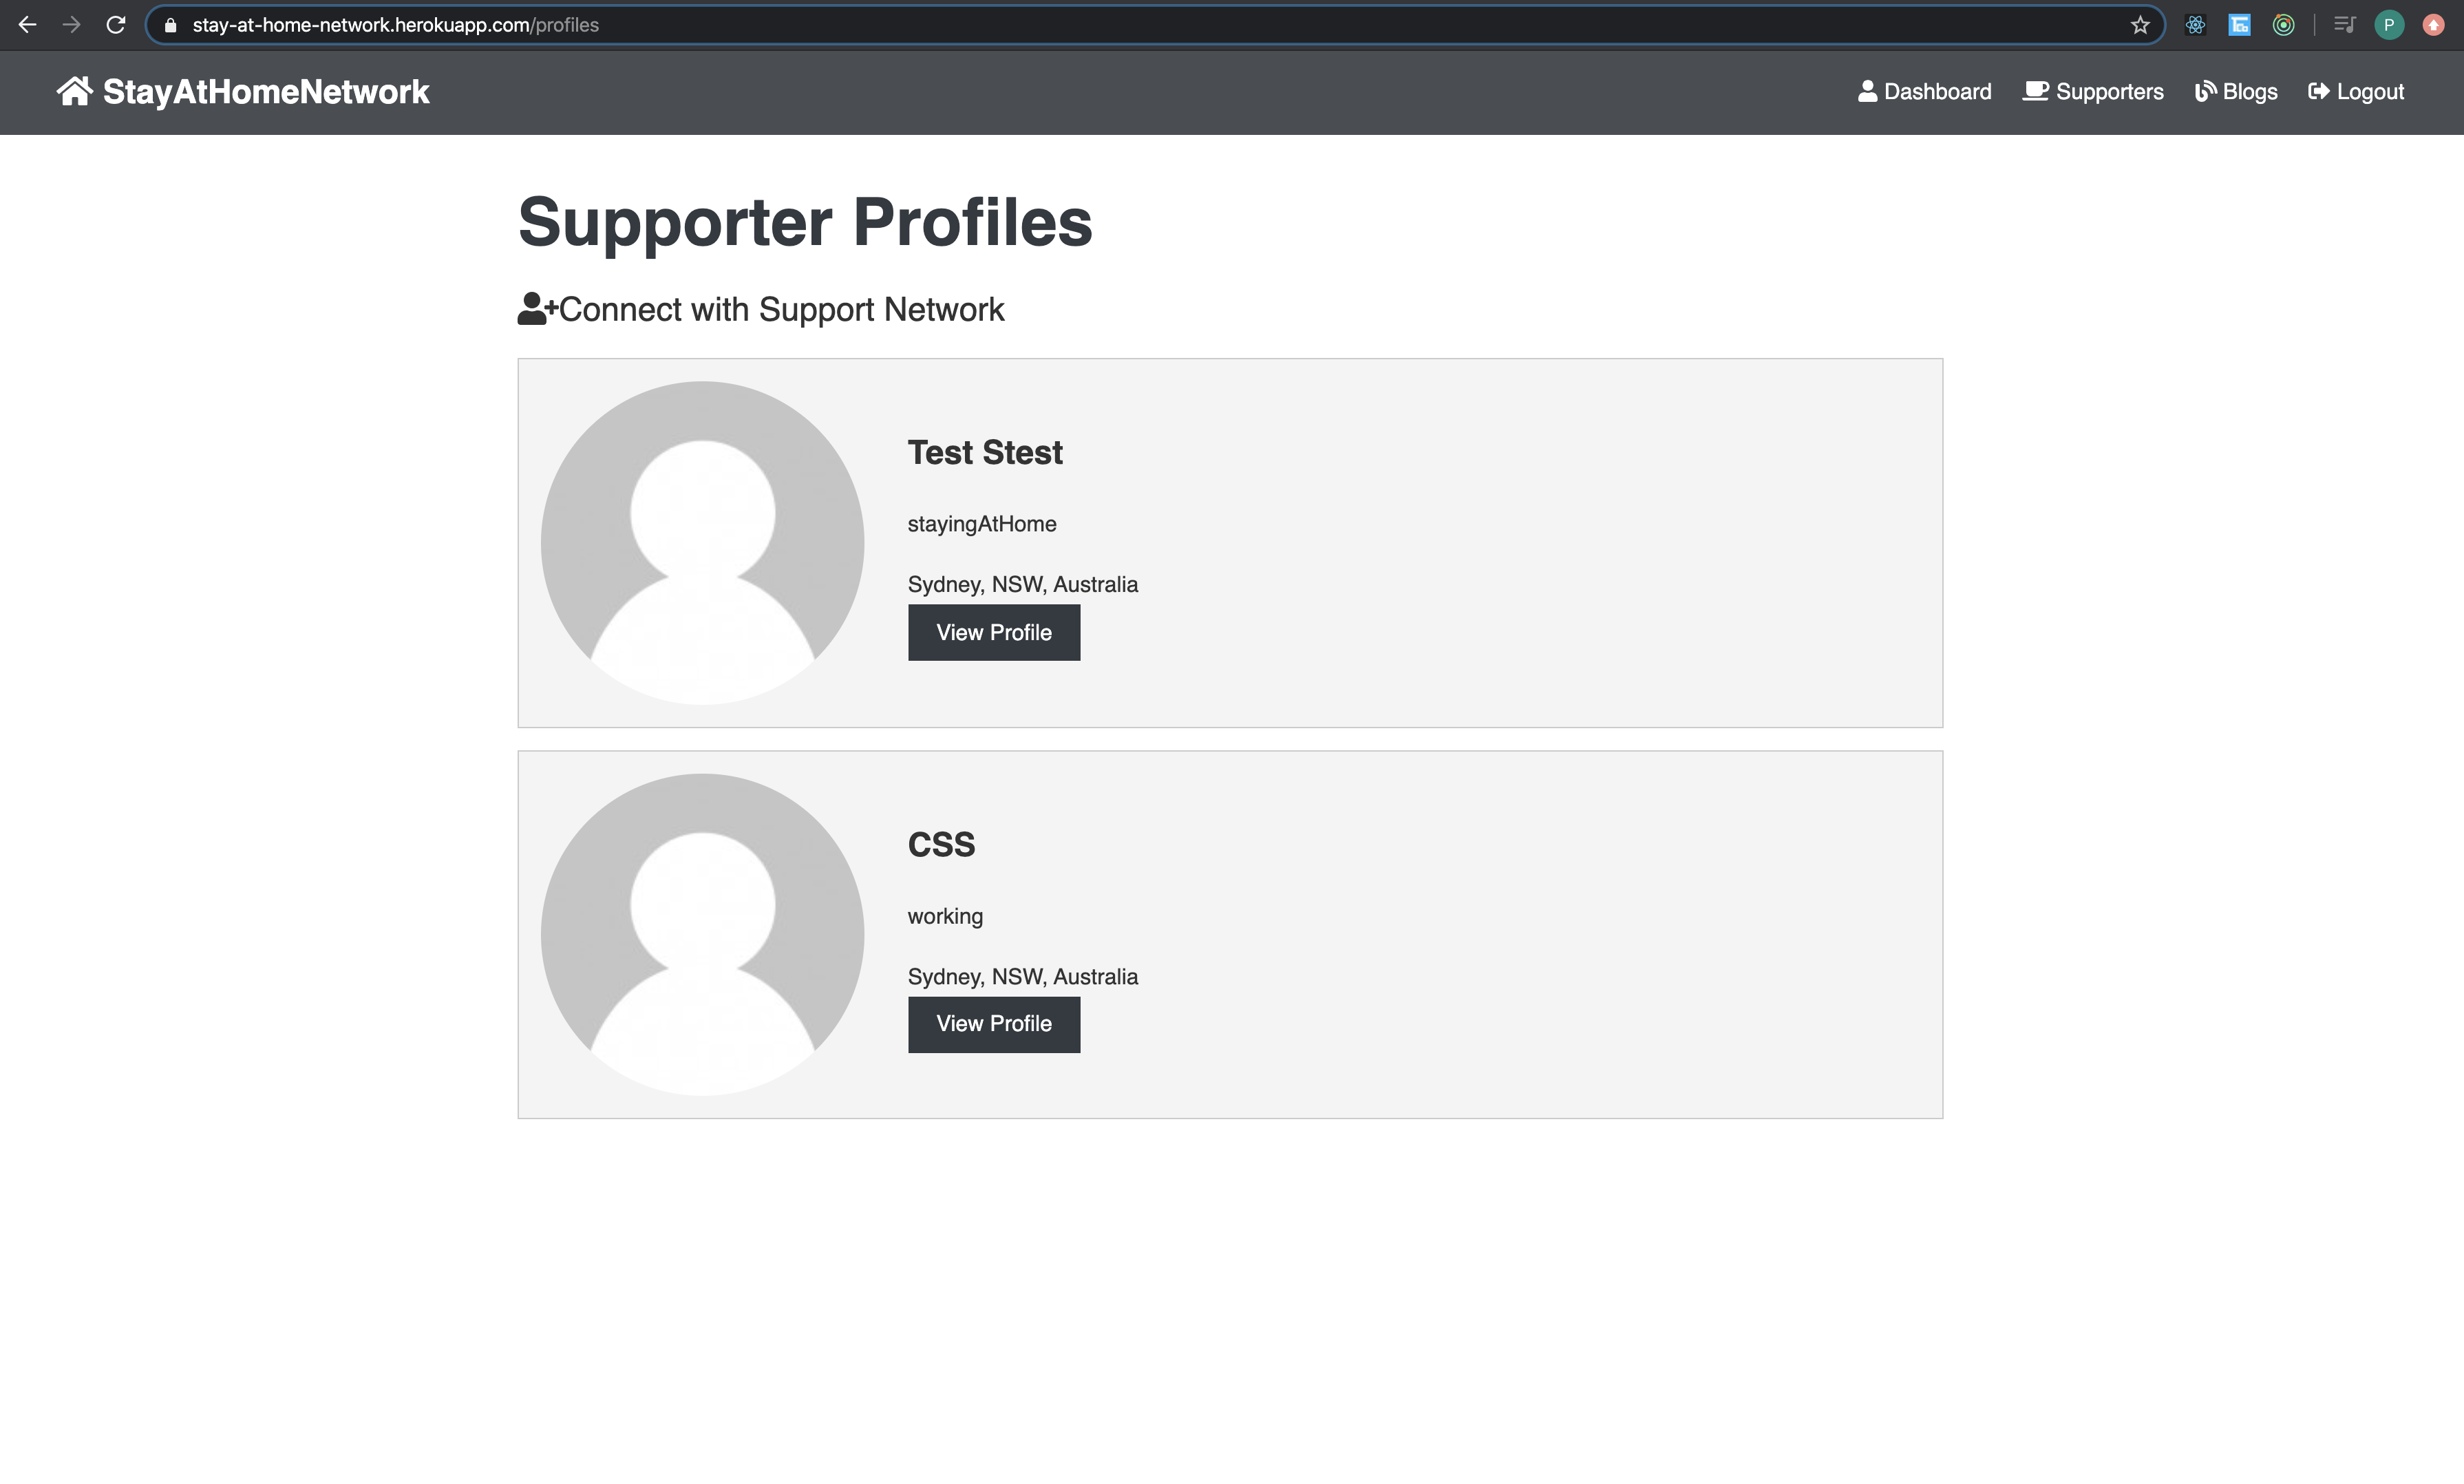 stay-at-home-network.herokuapp.com/profiles
P
StayAtHomeNetwork
Dashboard Supporters Blogs Logout
Supporter Profiles
Connect with Support Network
Test Stest
stayingAtHome
Sydney, NSW, Australia
View Profile
CSS
working
Sydney, NSW, Australia
View Profile